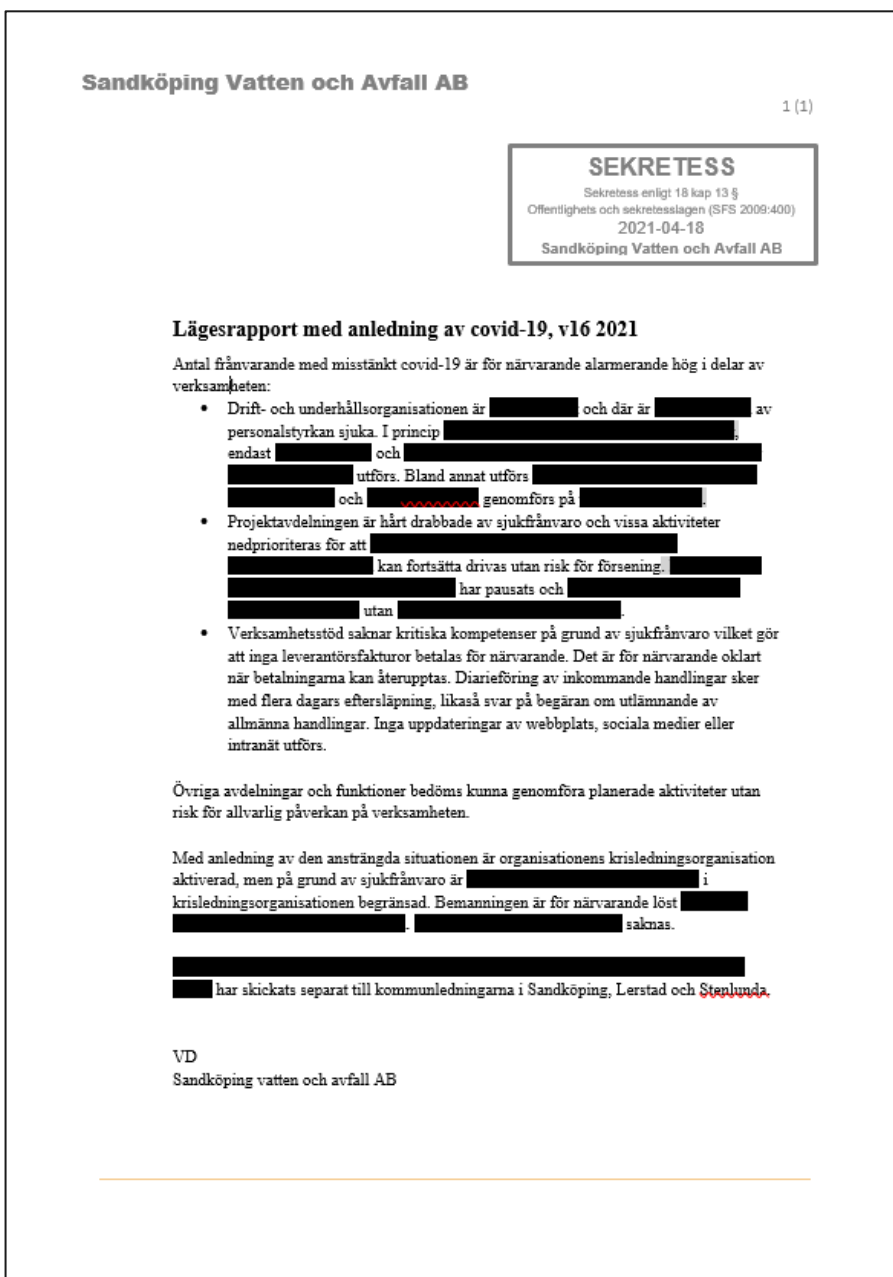 Sandköping Vatten och Avfall AB
1 (1)
SEKRETESS
Sekretess enligt 18 kap 13 §
Offentlighets och sekretesslagen (SFS 2009:400)
2021-04-18
Sandköping Vatten och Avfall AB
Lägesrapport med anledning av covid-19, v16 2021
Antal frånvarande med misstänkt covid-19 är för närvarande alarmerande hög i delar av
verksamheten:
• Drift- och underhållsorganisationen är och där är av
personalstyrkan sjuka. I princip ,
endast och
utförs. Bland annat utförs
och genomförs på .
• Projektavdelningen är hårt drabbade av sjukfrånvaro och vissa aktiviteter
nedprioriteras för att
kan fortsätta drivas utan risk för försening.
har pausats och
utan .
• Verksamhetsstöd saknar kritiska kompetenser på grund av sjukfrånvaro vilket gör
att inga leverantörsfakturor betalas för närvarande. Det är för närvarande oklart
när betalningarna kan återupptas. Diarieföring av inkommande handlingar sker
med flera dagars eftersläpning, likaså svar på begäran om utlämnande av
allmänna handlingar. Inga uppdateringar av webbplats, sociala medier eller
intranät utförs.
Övriga avdelningar och funktioner bedöms kunna genomföra planerade aktiviteter utan
risk för allvarlig påverkan på verksamheten.
Med anledning av den ansträngda situationen är organisationens krisledningsorganisation
aktiverad, men på grund av sjukfrånvaro är i
krisledningsorganisationen begränsad. Bemanningen är för närvarande löst
. saknas.
har skickats separat till kommunledningarna i Sandköping, Lerstad och Stenlunda.
VD
Sandköping vatten och avfall AB